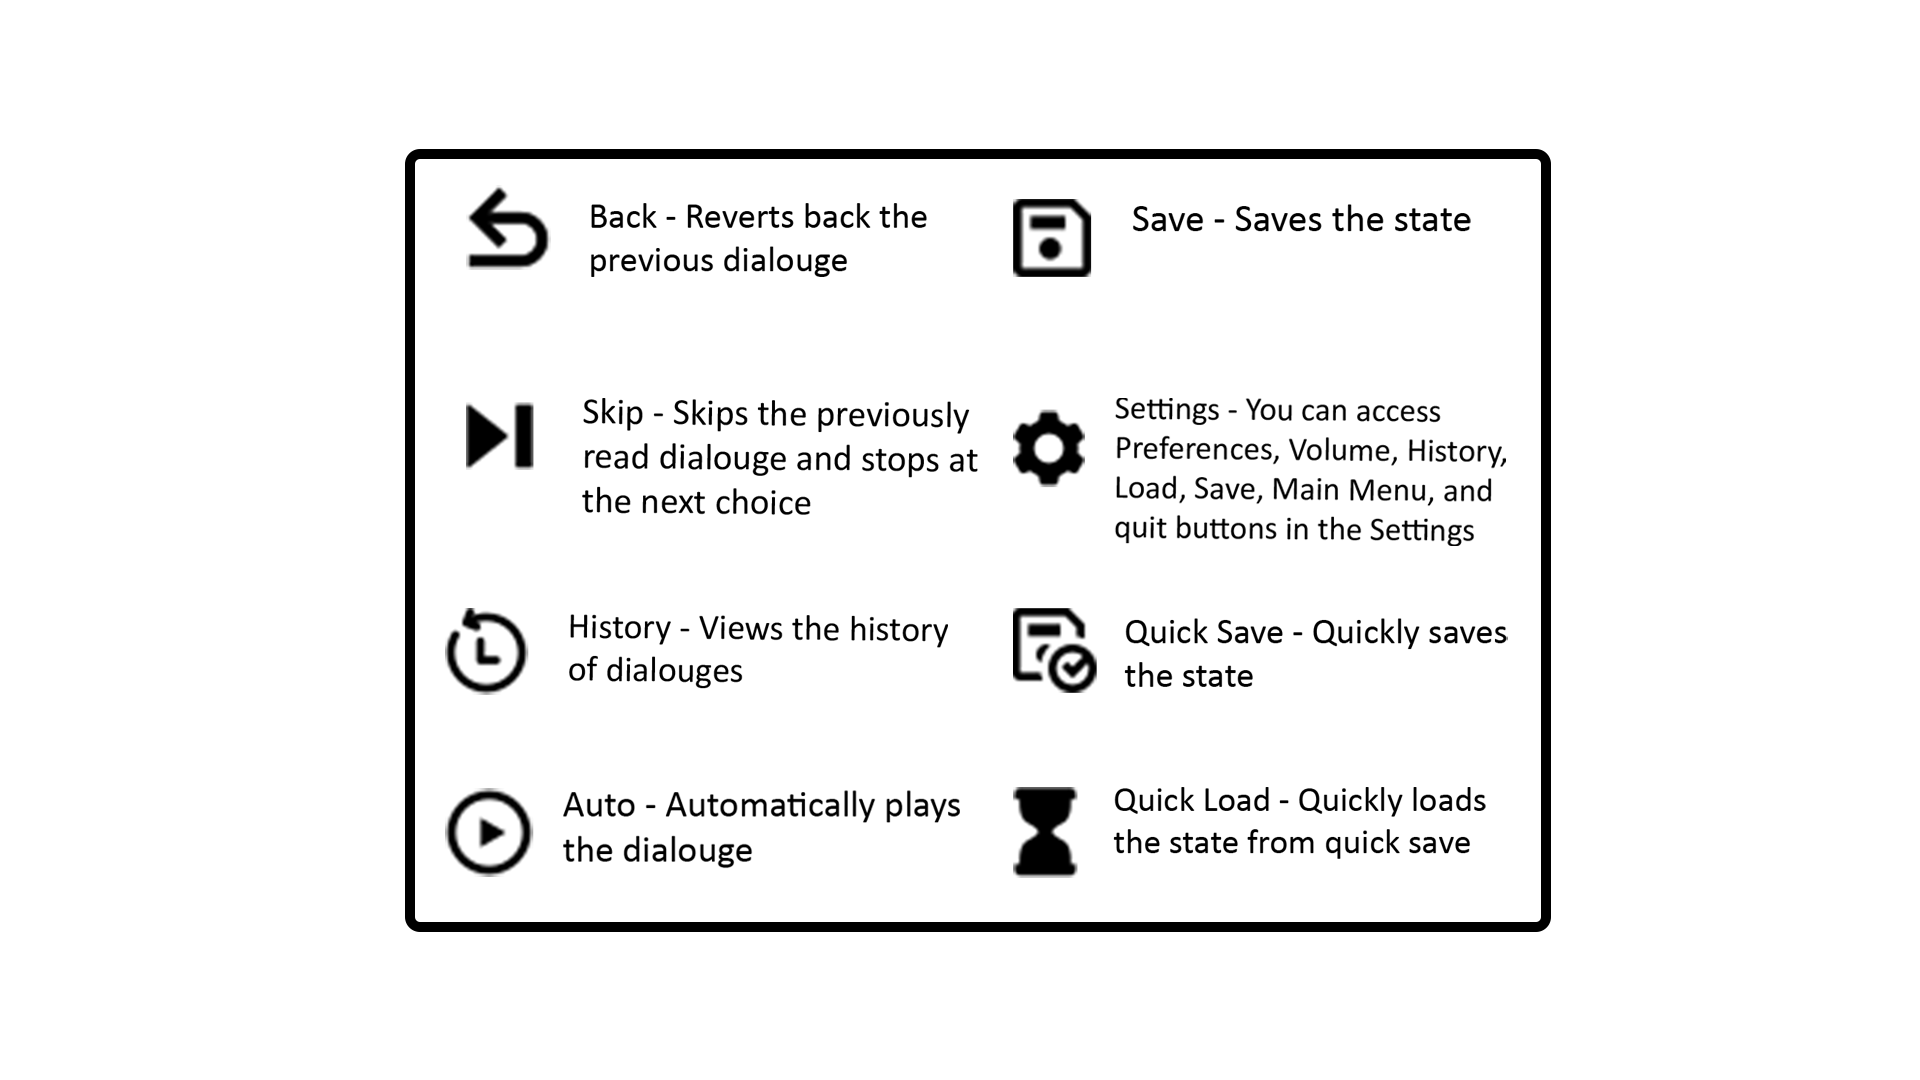 Back - Reverts back the
previous dialouge
Save - Saves the state
Skip - Skips the previously
read dialouge and stops at
the next choice
Settings - You can access
Preferences, Volume, History,
Load, Save, Main Menu, and
quit buttons in the Settings
History - Views the history
of dialouges
Quick Save - Quickly saves
the state
Auto - Automatically plays
the dialouge
Quick Load - Quickly loads
the state from quick save